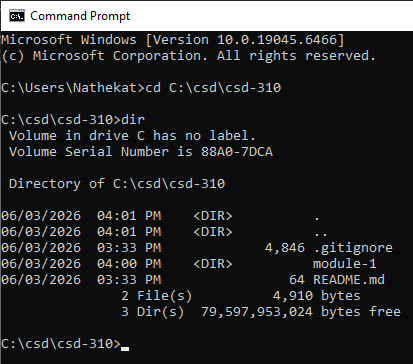 Command Prompt
Microsoft Windows [Version 10.0.19045.6466]
(c) Microsoft Corporation. All rights reserved.
C:\Users\Nathekat>cd C:\csd\csd-310
C:\csd\csd-310>dir
 Volume in drive C has no label.
 Volume Serial Number is 88A0-7DCA
 Directory of C:\csd\csd-310
06/03/2026  04:01 PM    <DIR>          .
06/03/2026  04:01 PM    <DIR>          ..
06/03/2026  03:33 PM             4,846 .gitignore
06/03/2026  04:00 PM    <DIR>          module-1
06/03/2026  03:33 PM                64 README.md
               2 File(s)          4,910 bytes
               3 Dir(s)  79,597,953,024 bytes free
C:\csd\csd-310>